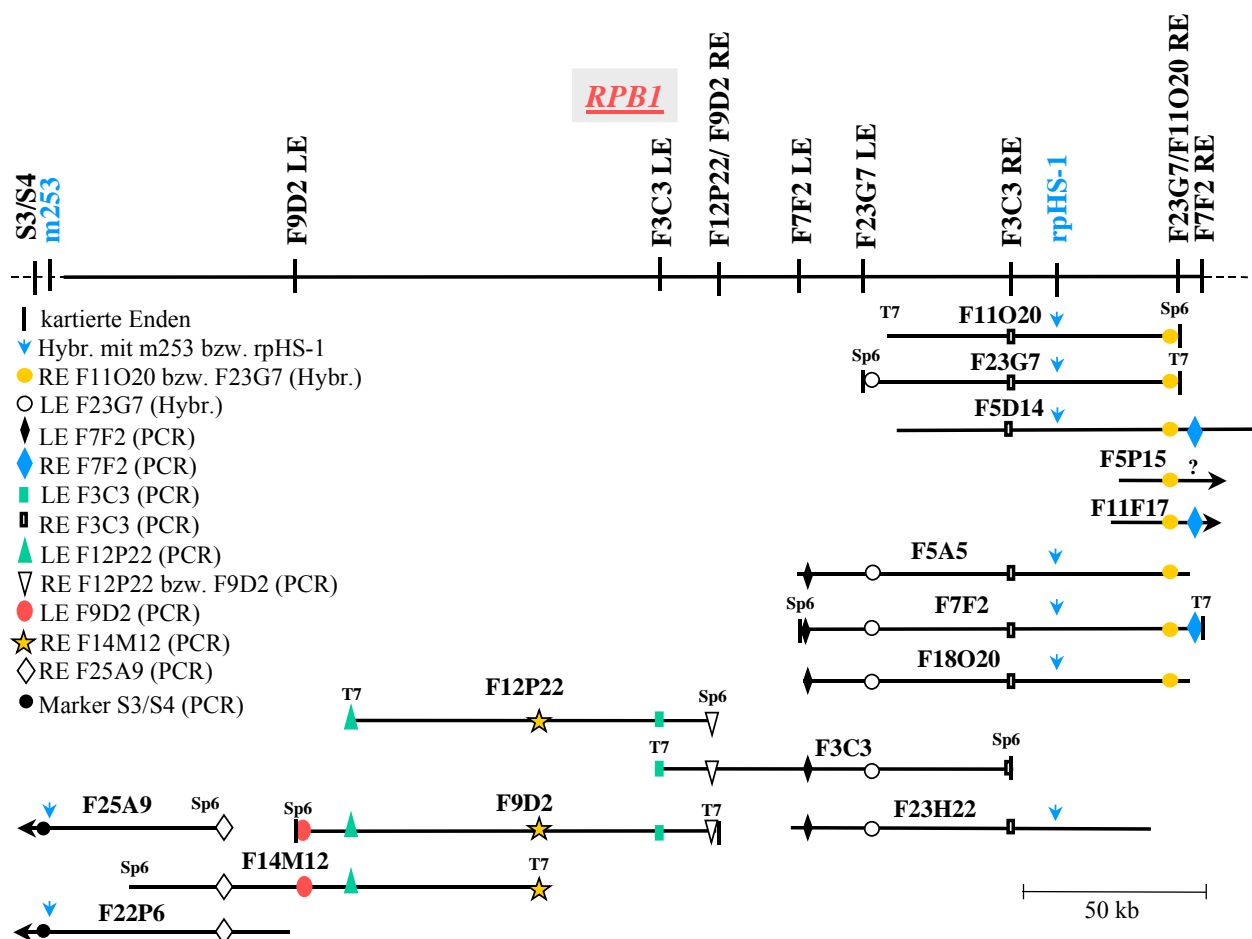 RPB1
S3/S4
m253
F9D2 LE
F3C3 LE
F12P22/ F9D2 RE
F7F2 LE
F23G7 LE
F3C3 RE
rpHS-1
F23G7/F11O20 RE
F7F2 RE
kartierte Enden
Hybr. mit m253 bzw. rpHS-1
RE F11O20 bzw. F23G7 (Hybr.)
LE F23G7 (Hybr.)
LE F7F2 (PCR)
RE F7F2 (PCR)
LE F3C3 (PCR)
RE F3C3 (PCR)
LE F12P22 (PCR)
RE F12P22 bzw. F9D2 (PCR)
LE F9D2 (PCR)
RE F14M12 (PCR)
RE F25A9 (PCR)
Marker S3/S4 (PCR)
T7 F11O20 Sp6
Sp6 F23G7 T7
F5D14
F5P15 ?
F11F17
F5A5
Sp6 F7F2 T7
F18O20
T7 F12P22 Sp6
T7 F3C3 Sp6
F25A9 Sp6
Sp6 F9D2 T7
F23H22
Sp6 F14M12 T7
F22P6
50 kb